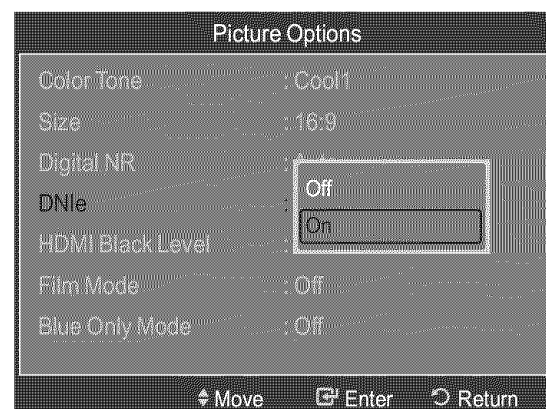 Picture Options
Color Tone : Cool1
Size : 16:9
Digital NR : Auto
DNIe :
Off
On
HDMI Black Level :
Film Mode : Off
Blue Only Mode : Off
Move Enter Return